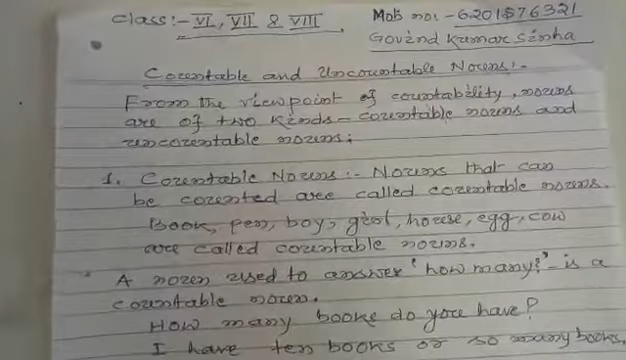 Class:- VI, VII & VIII. Mob no: - 6201576321
Govind Kumar Sinha
Countable and Uncountable Nouns:-
From the viewpoint of countability, nouns
are of two kinds - countable nouns and
uncountable nouns:
1. Countable Nouns:- Nouns that can
be counted are called countable nouns.
Book, pen, boy, girl, house, egg, cow
are called countable nouns.
A noun used to answer 'how many?' - is a
countable noun.
How many books do you have?
I have ten books or so many books.